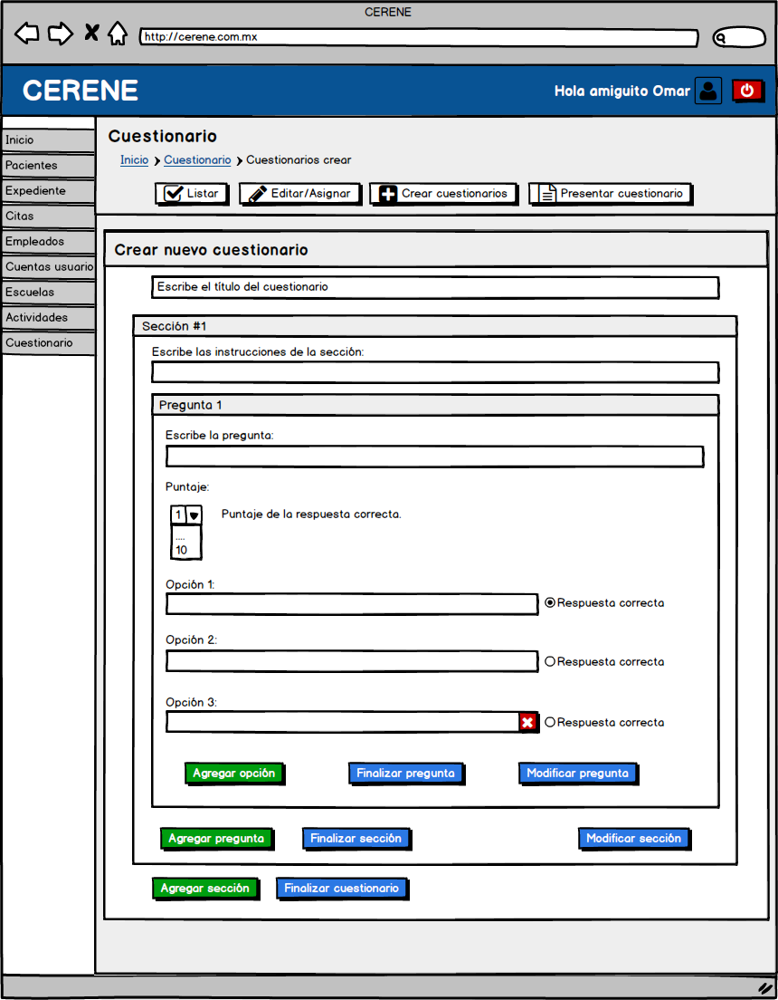 CERENE
http://cerene.com.mx
CERENE
Hola amiguito Omar
Inicio
Pacientes
Expediente
Citas
Empleados
Cuentas usuario
Escuelas
Actividades
Cuestionario
Cuestionario
Inicio Cuestionario Cuestionarios crear
Listar Editar/Asignar Crear cuestionarios Presentar cuestionario
Crear nuevo cuestionario
Escribe el título del cuestionario
Sección #1
Escribe las instrucciones de la sección:
Pregunta 1
Escribe la pregunta:
Puntaje:
1 Puntaje de la respuesta correcta.
....
10
Opción 1:
Respuesta correcta
Opción 2:
Respuesta correcta
Opción 3:
Respuesta correcta
Agregar opción Finalizar pregunta Modificar pregunta
Agregar pregunta Finalizar sección Modificar sección
Agregar sección Finalizar cuestionario